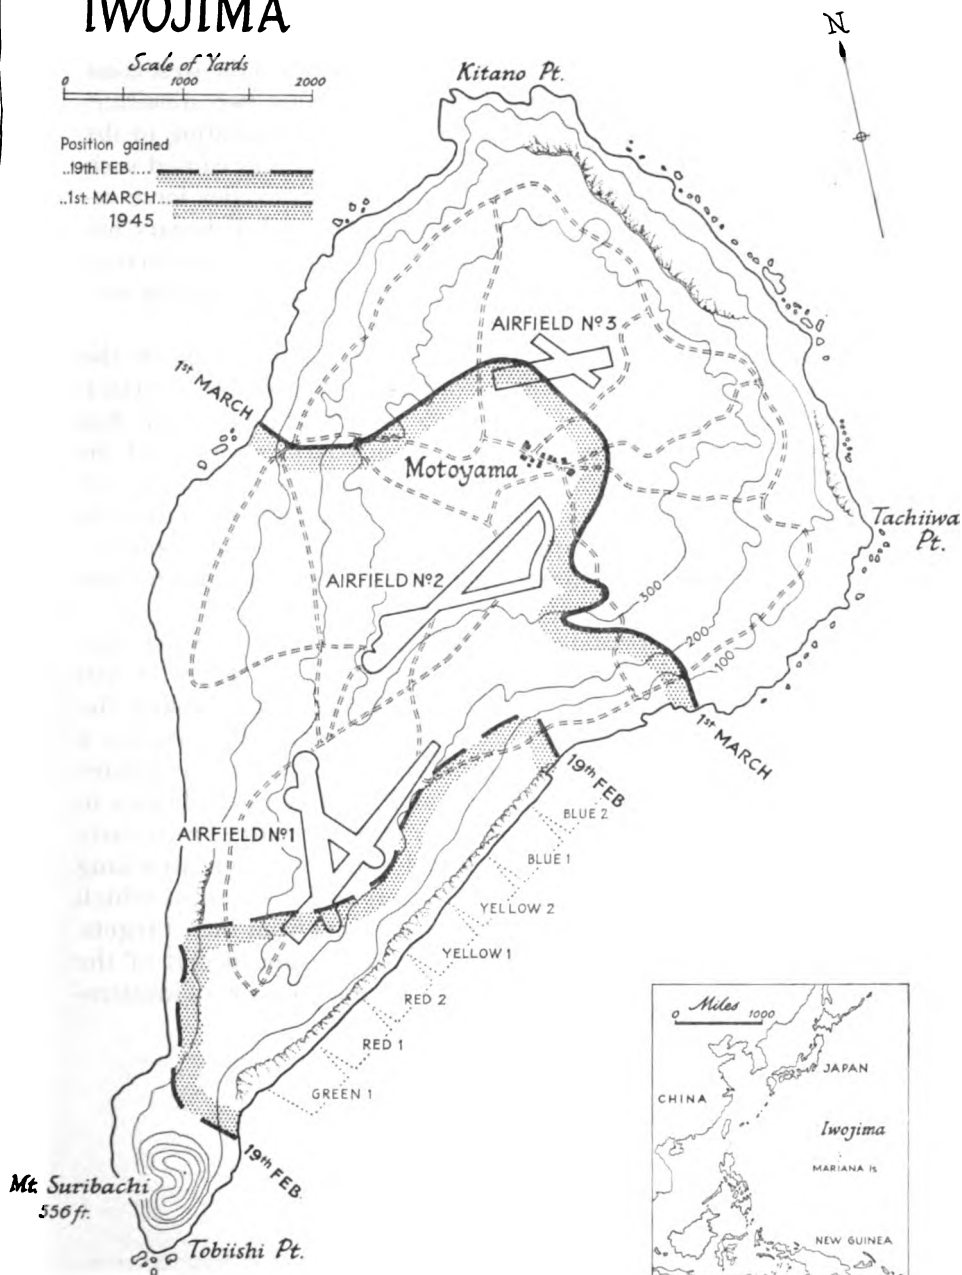 IWOJIMA
Scale of Yards
0 1000 2000
Position gained
..19th. FEB....
..1st. MARCH...
1945
N
Kitano Pt.
AIRFIELD Nº3
1st MARCH
Motoyama
Tachiiwa
Pt.
AIRFIELD Nº2
300
200
100
1st MARCH
19th FEB
BLUE 2
AIRFIELD Nº1
BLUE 1
YELLOW 2
YELLOW 1
RED 2
RED 1
GREEN 1
19th FEB.
Mt. Suribachi
556 ft.
Tobiishi Pt.
Miles
0 1000
JAPAN
CHINA
Iwojima
MARIANA Is
NEW GUINEA